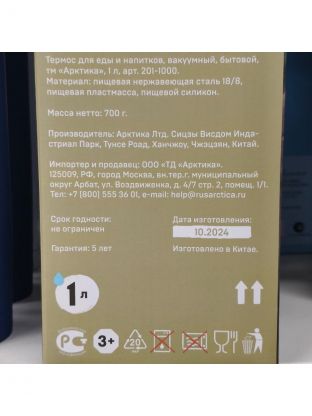 Термос для еды и напитков, вакуумный, бытовой,
тм «Арктика», 1 л, арт. 201-1000.
Материал: пищевая нержавеющая сталь 18/8,
пищевая пластмасса, пищевой силикон.
Масса нетто: 700 г.
Производитель: Арктика Лтд. Сицзы Висдом Инда-
стриал Парк, Тунсе Роад, Ханчжоу, Чжэцзян, Китай.
Импортер и продавец: ООО «ТД «Арктика».
125009, РФ, город Москва, вн.тер.г. муниципальный
округ Арбат, ул. Воздвиженка, д. 4/7 стр. 2, помещ. 1/1.
Тел: +7 (800) 555 36 01, e-mail: help@rusarctica.ru
Срок годности:
не ограничен
Гарантия: 5 лет
Дата изготовления:
10.2024
Изготовлено в Китае.
1 л
РС
3+
20
PAP